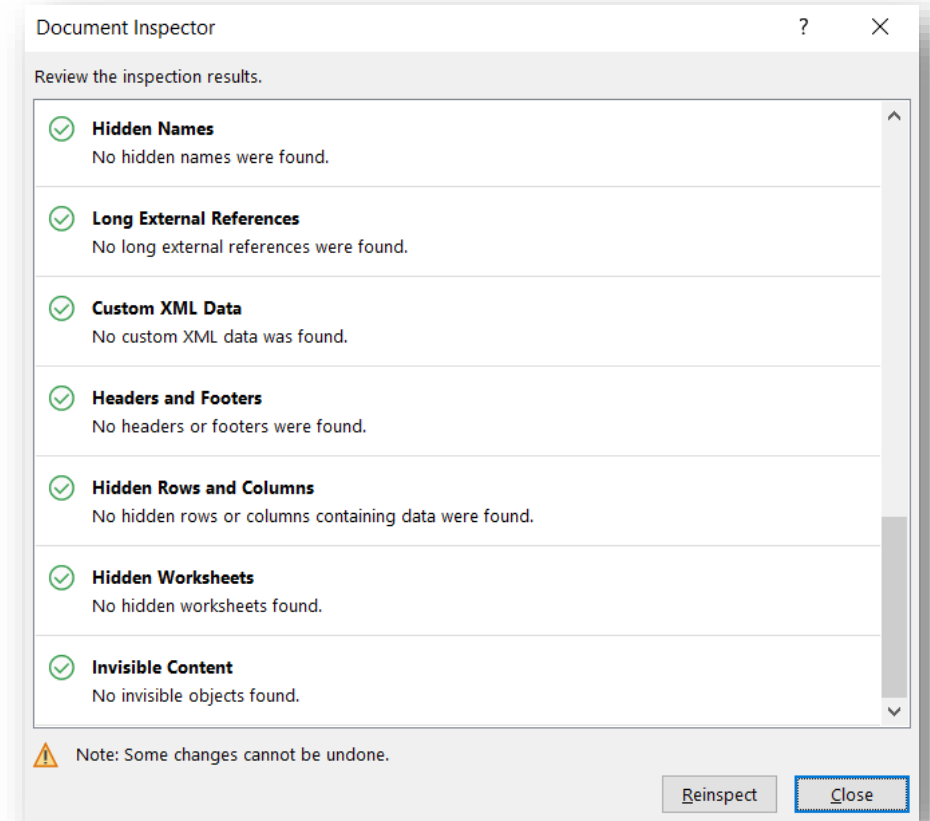 Document Inspector ?
Review the inspection results.
Hidden Names
No hidden names were found.
Long External References
No long external references were found.
Custom XML Data
No custom XML data was found.
Headers and Footers
No headers or footers were found.
Hidden Rows and Columns
No hidden rows or columns containing data were found.
Hidden Worksheets
No hidden worksheets found.
Invisible Content
No invisible objects found.
Note: Some changes cannot be undone.
Reinspect Close